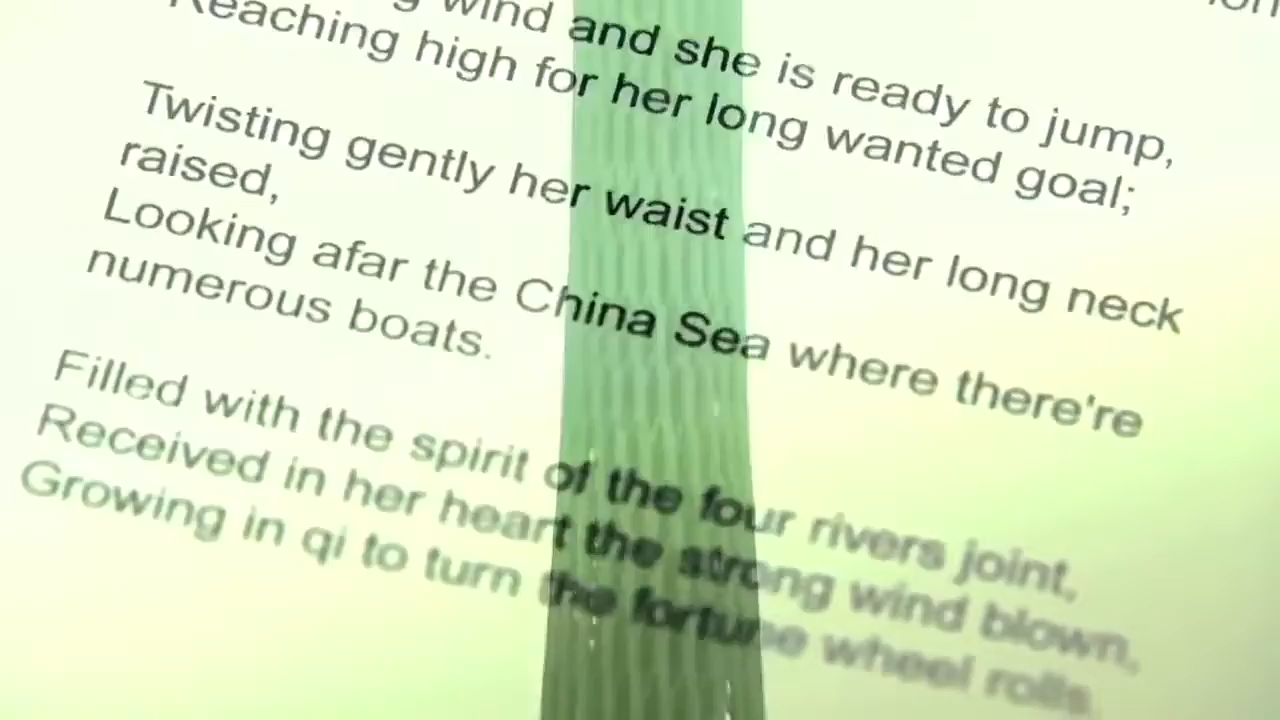 wind and she is ready to jump,
Reaching high for her long wanted goal;
Twisting gently her waist and her long neck
raised,
Looking afar the China Sea where there're
numerous boats.
Filled with the spirit of the four rivers joint,
Received in her heart the strong wind blown,
Growing in qi to turn the fortune wheel rolls